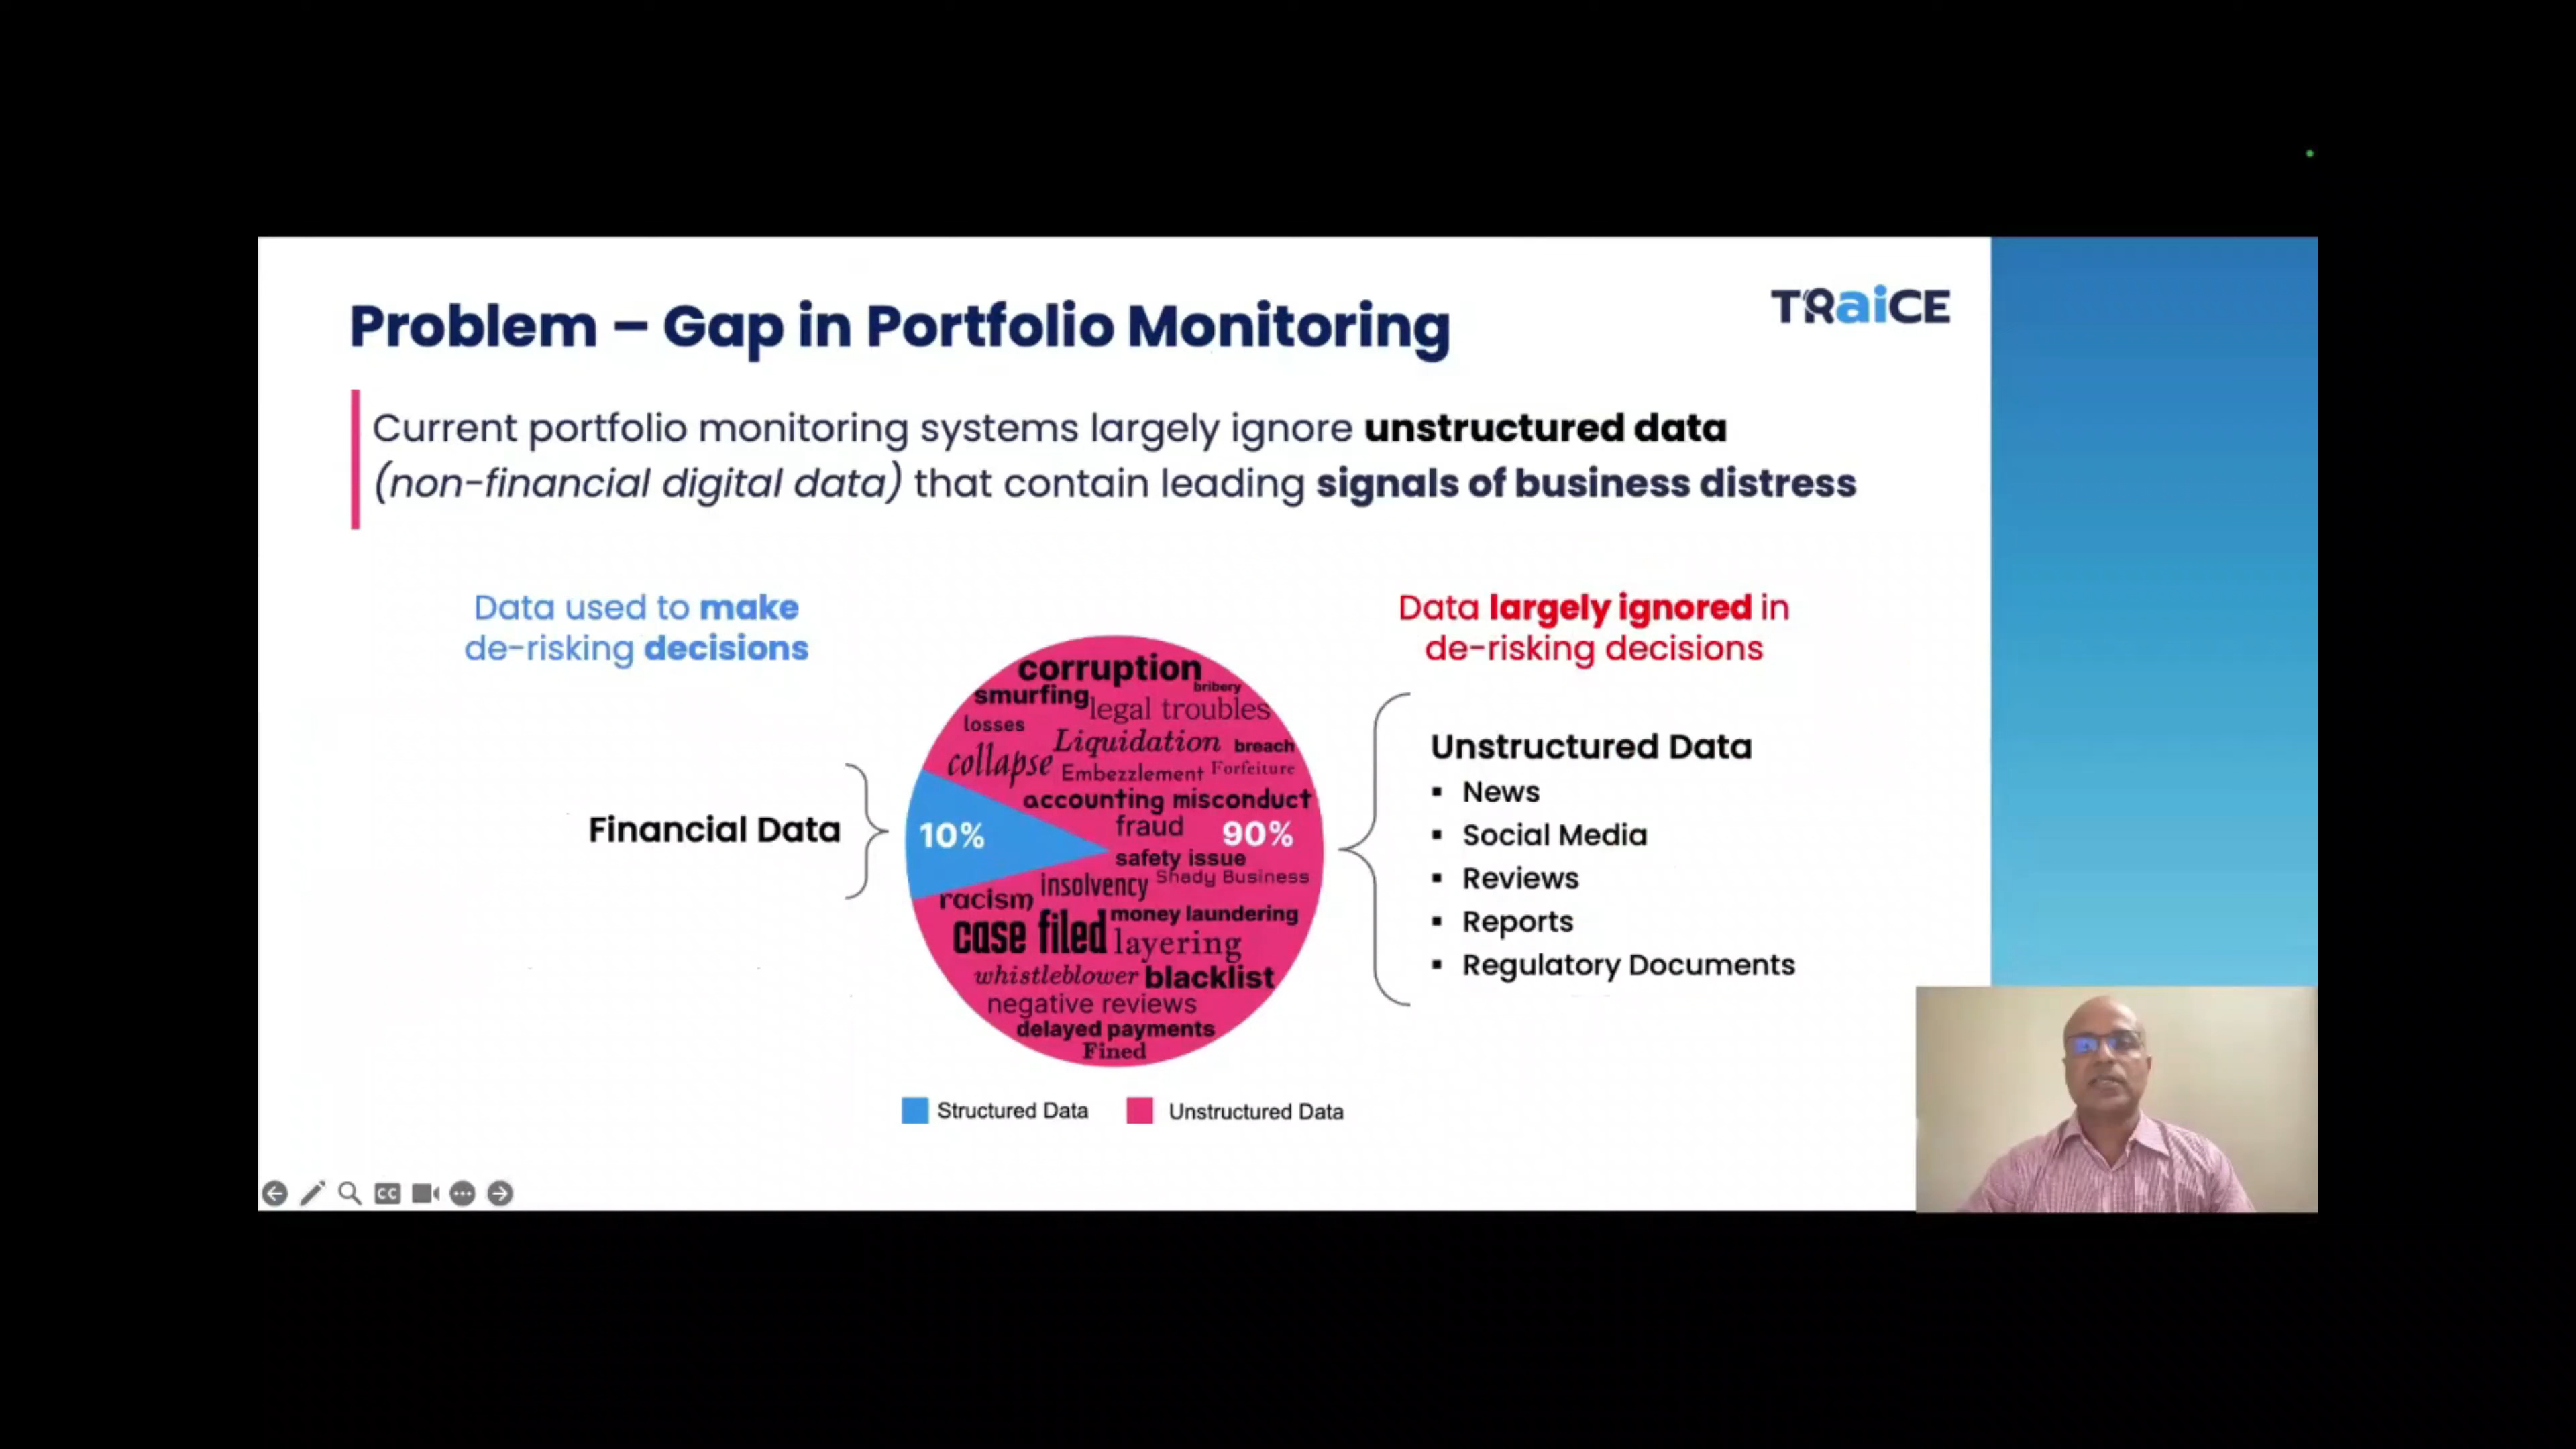 Problem – Gap in Portfolio Monitoring
TRaiCE
Current portfolio monitoring systems largely ignore unstructured data
(non-financial digital data) that contain leading signals of business distress
Data used to make
de-risking decisions
Financial Data
corruption
bribery
smurfing
legal troubles
losses
Liquidation
breach
collapse
Embezzlement
Forfeiture
accounting misconduct
fraud
10%
90%
safety issue
Shady Business
insolvency
racism
money laundering
case filed
layering
whistleblower
blacklist
negative reviews
delayed payments
Fined
Structured Data
Unstructured Data
Data largely ignored in
de-risking decisions
Unstructured Data
▪ News
▪ Social Media
▪ Reviews
▪ Reports
▪ Regulatory Documents
CC